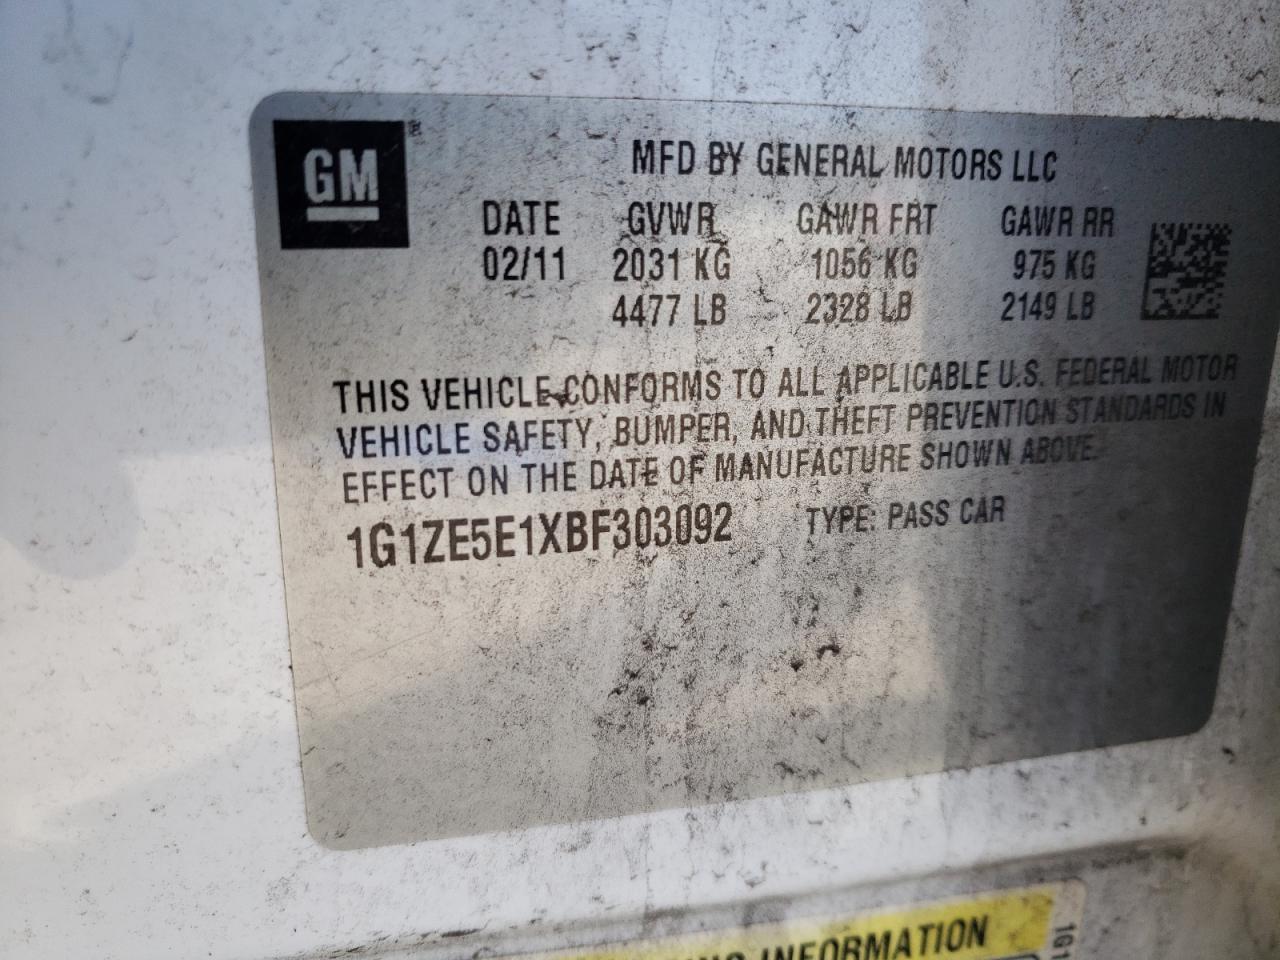 GM ®
MFD BY GENERAL MOTORS LLC
DATE GVWR GAWR FRT GAWR RR
02/11 2031 KG 1056 KG 975 KG
4477 LB 2328 LB 2149 LB
THIS VEHICLE CONFORMS TO ALL APPLICABLE U.S. FEDERAL MOTOR
VEHICLE SAFETY, BUMPER, AND THEFT PREVENTION STANDARDS IN
EFFECT ON THE DATE OF MANUFACTURE SHOWN ABOVE.
1G1ZE5E1XBF303092 TYPE: PASS CAR
INFORMATION
1G1